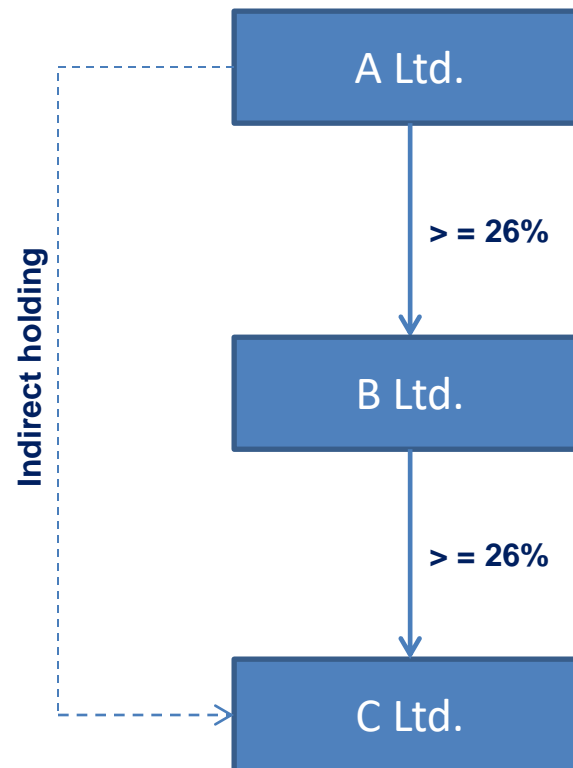 A Ltd.
> = 26%
Indirect holding
B Ltd.
> = 26%
C Ltd.